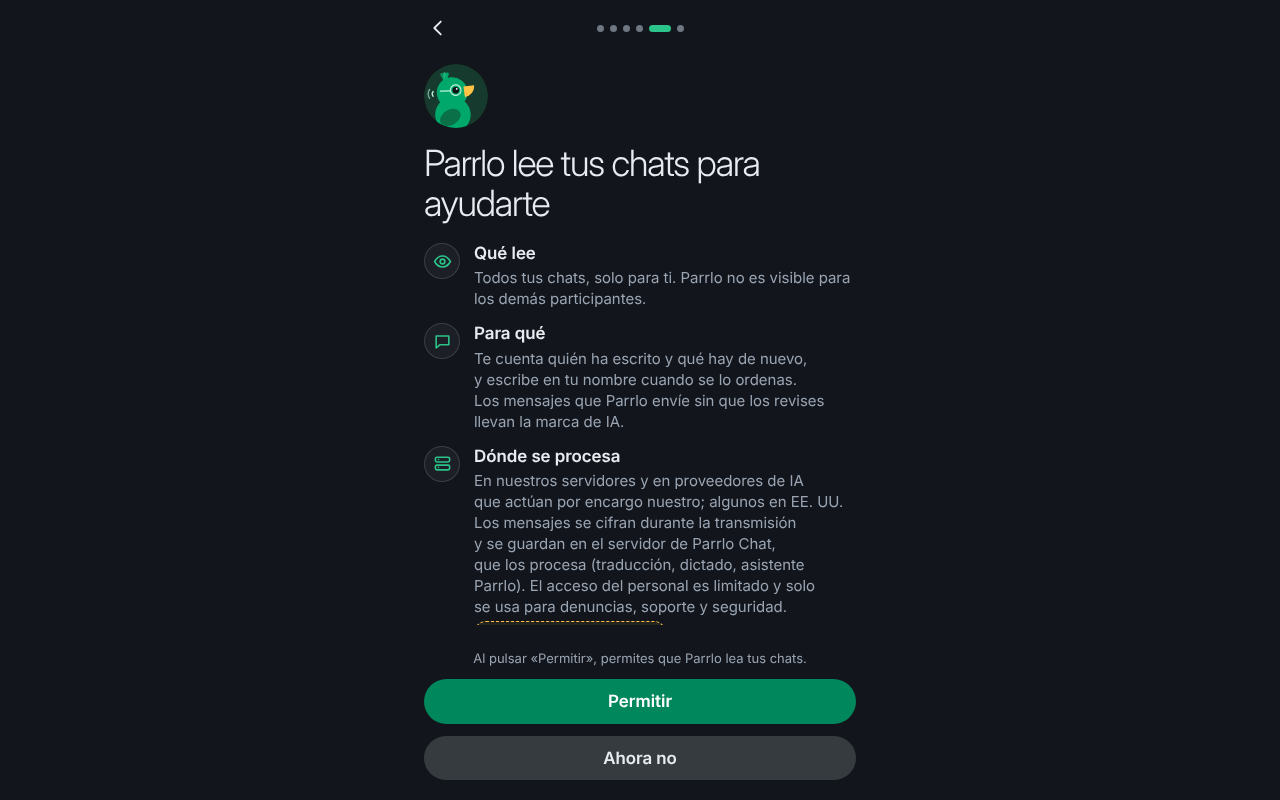 Parrlo lee tus chats para
ayudarte
Qué lee
Todos tus chats, solo para ti. Parrlo no es visible para
los demás participantes.
Para qué
Te cuenta quién ha escrito y qué hay de nuevo,
y escribe en tu nombre cuando se lo ordenas.
Los mensajes que Parrlo envíe sin que los revises
llevan la marca de IA.
Dónde se procesa
En nuestros servidores y en proveedores de IA
que actúan por encargo nuestro; algunos en EE. UU.
Los mensajes se cifran durante la transmisión
y se guardan en el servidor de Parrlo Chat,
que los procesa (traducción, dictado, asistente
Parrlo). El acceso del personal es limitado y solo
se usa para denuncias, soporte y seguridad.
Al pulsar «Permitir», permites que Parrlo lea tus chats.
Permitir
Ahora no